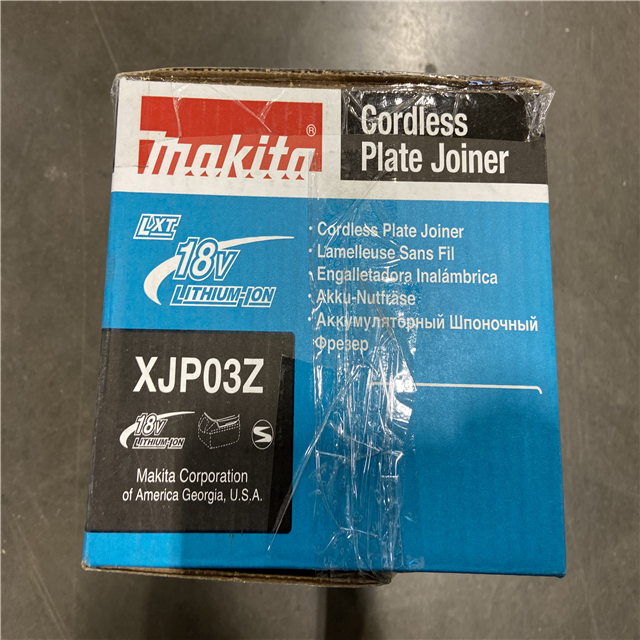 makita®
Cordless
Plate Joiner
LXT
18V
LITHIUM-ION
· Cordless Plate Joiner
· Lamelleuse Sans Fil
· Engalletadora Inalámbrica
· Akku-Nutfräse
· Аккумуляторный Шпоночный
Фрезер
XJP03Z
18V
LITHIUM-ION
Makita Corporation
of America Georgia, U.S.A.